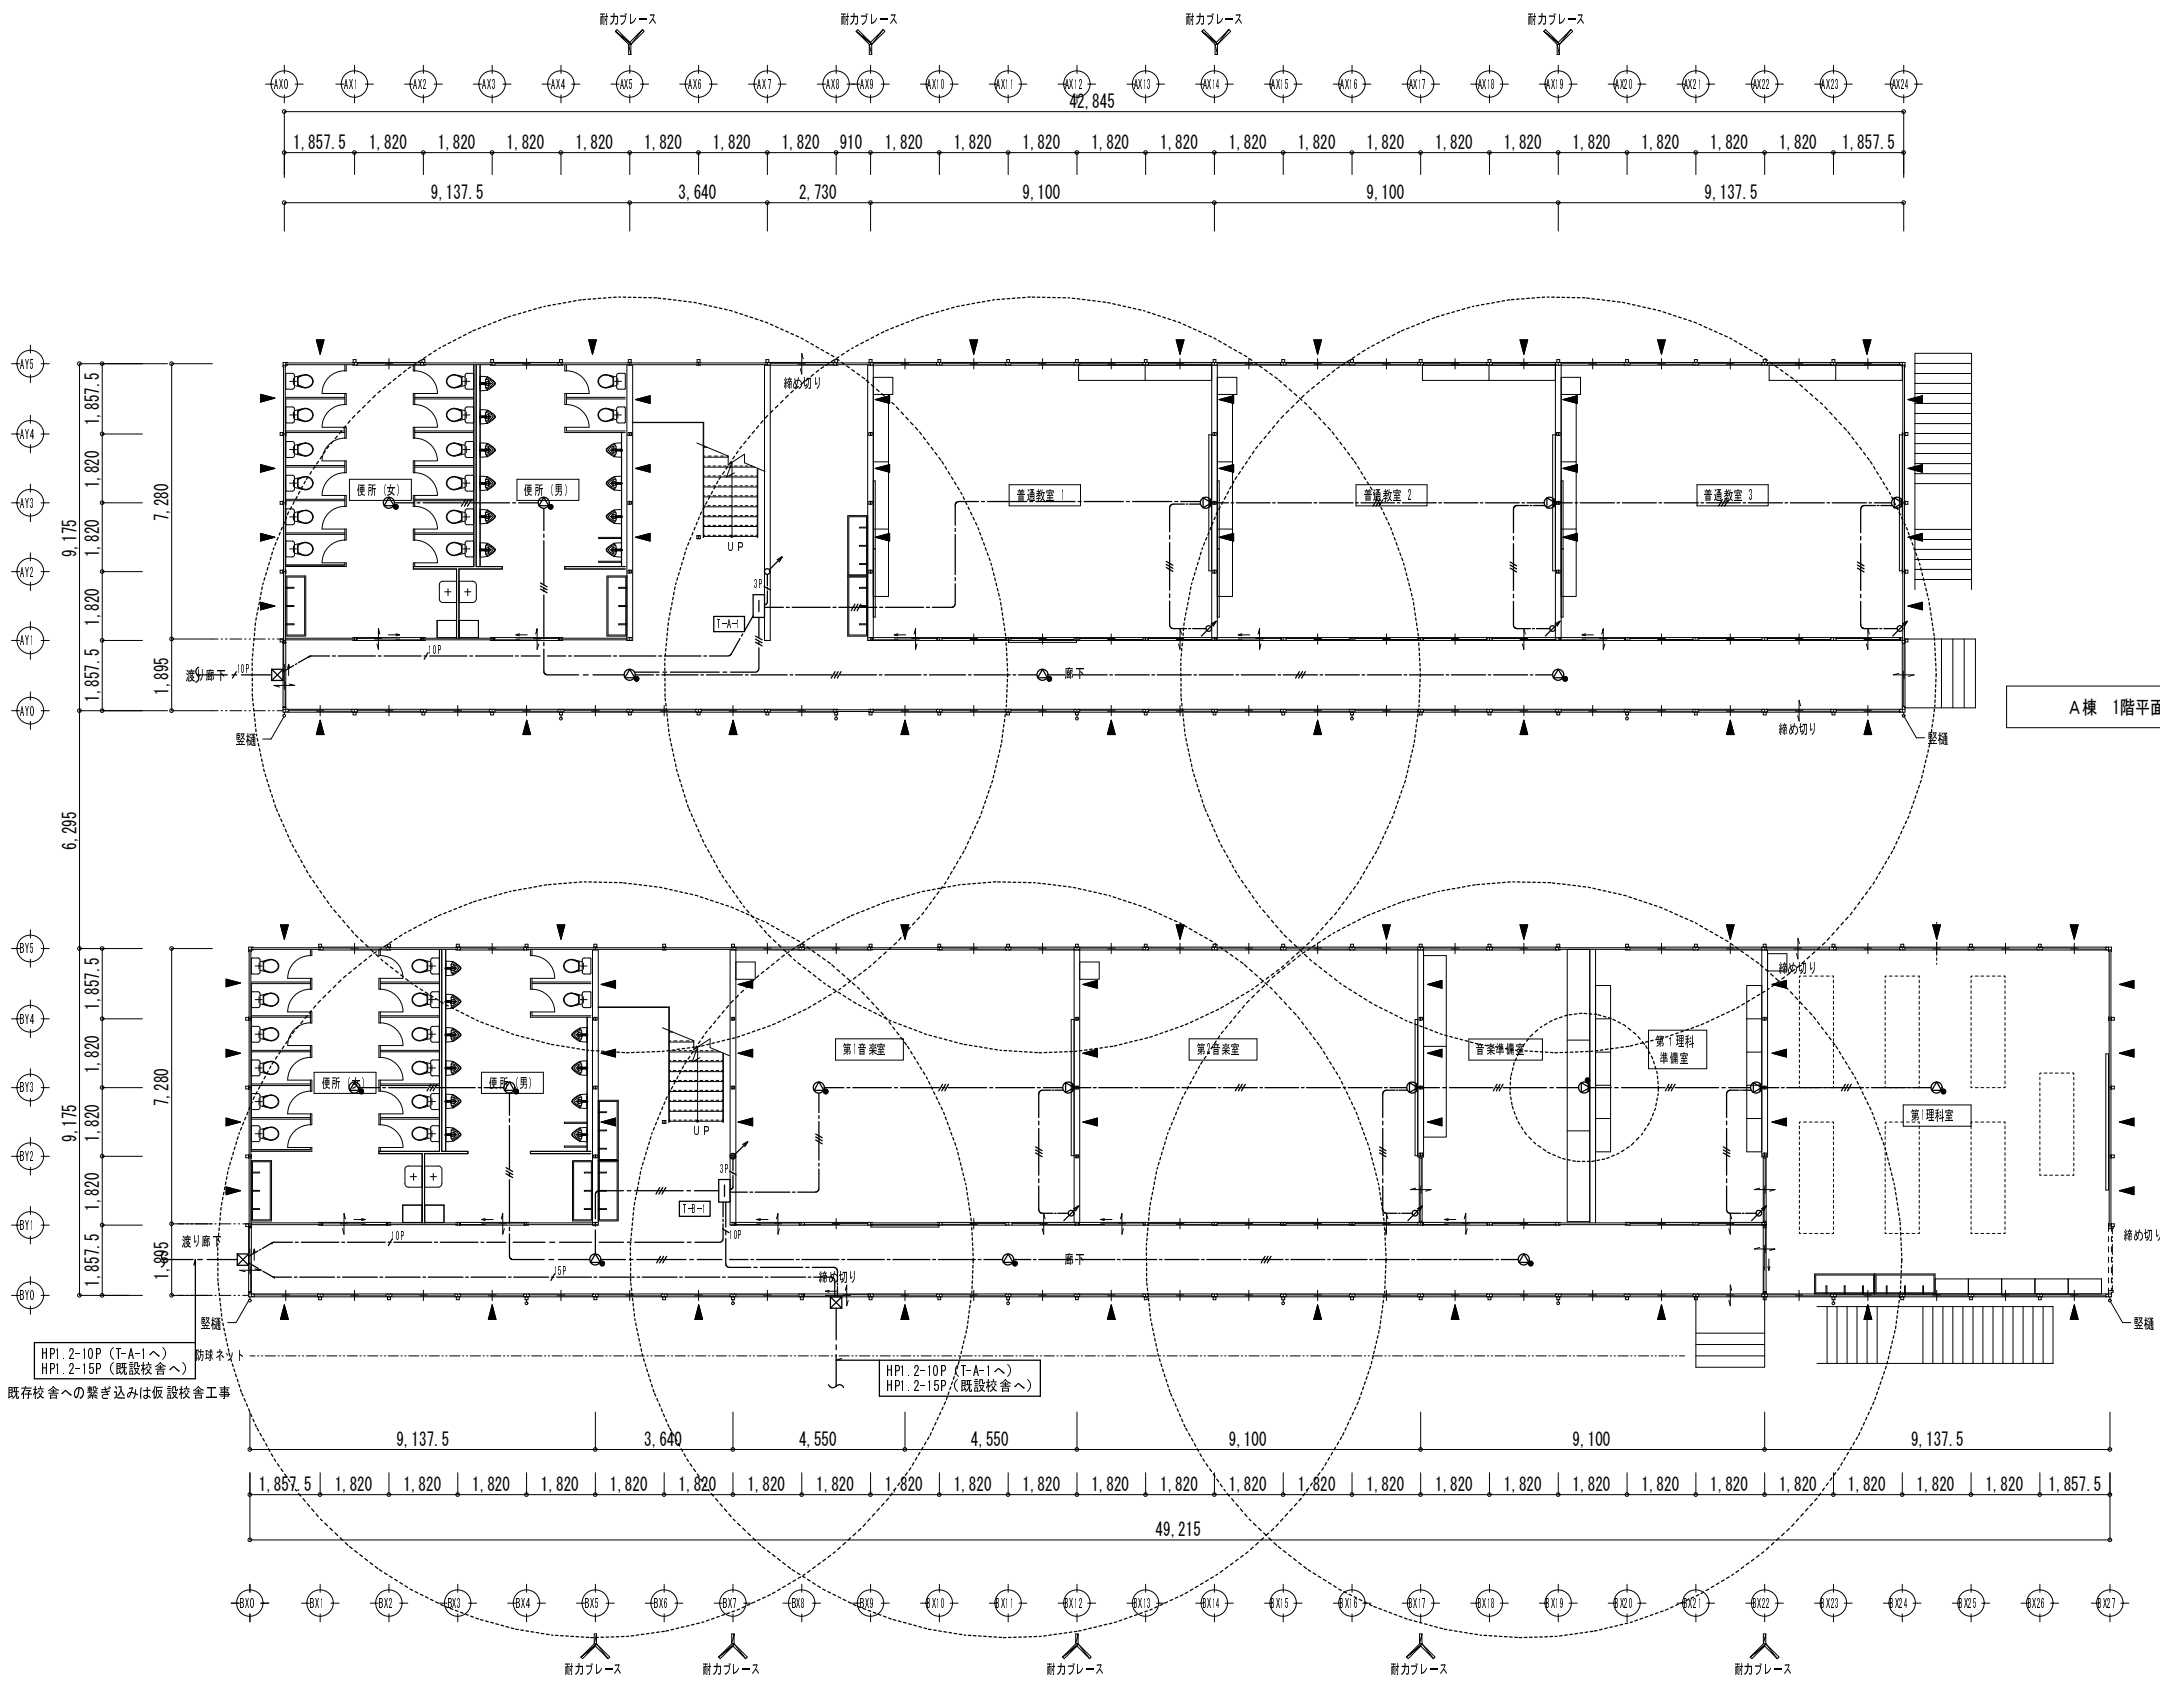 耐力ブレース 耐力ブレース 耐力ブレース 耐力ブレース
AX0 AX1 AX2 AX3 AX4 AX5 AX6 AX7 AX8 AX9 AX10 AX11 AX12 AX13 AX14 AX15 AX16 AX17 AX18 AX19 AX20 AX21 AX22 AX23 AX24
42,845
1,857.5 1,820 1,820 1,820 1,820 1,820 1,820 1,820 910 1,820 1,820 1,820 1,820 1,820 1,820 1,820 1,820 1,820 1,820 1,820 1,820 1,820 1,820 1,857.5
9,137.5 3,640 2,730 9,100 9,100 9,137.5
AY5
AY4
AY3
AY2
AY1
AY0
1,857.5
1,820
1,820
1,820
1,857.5
9,175
7,280
1,895
締め切り
便所(女) 便所(男) 普通教室 1 普通教室 2 普通教室 3
UP
3P
T-A-1
10P
渡り廊下 10P
廊下
A棟 1階平面
竪樋 締め切り 竪樋
6,295
BY5
BY4
BY3
BY2
BY1
BY0
1,857.5
1,820
1,820
1,820
1,857.5
9,175
7,280
1,895
締め切り
第1音楽室 第2音楽室 音楽準備室 第1理科
準備室
便所(女) 便所(男)
第1理科室
UP
3P
T-B-1
10P 10P
渡り廊下
廊下
締め切り
15P
締め切り
竪樋 竪樋
HP1.2-10P (T-A-1へ)
HP1.2-15P (既設校舎へ)
防球ネット
既存校舎への繋ぎ込みは仮設校舎工事
HP1.2-10P (T-A-1へ)
HP1.2-15P (既設校舎へ)
9,137.5 3,640 4,550 4,550 9,100 9,100 9,137.5
1,857.5 1,820 1,820 1,820 1,820 1,820 1,820 1,820 1,820 1,820 1,820 1,820 1,820 1,820 1,820 1,820 1,820 1,820 1,820 1,820 1,820 1,820 1,820 1,820 1,820 1,820 1,857.5
49,215
BX0 BX1 BX2 BX3 BX4 BX5 BX6 BX7 BX8 BX9 BX10 BX11 BX12 BX13 BX14 BX15 BX16 BX17 BX18 BX19 BX20 BX21 BX22 BX23 BX24 BX25 BX26 BX27
耐力ブレース 耐力ブレース 耐力ブレース 耐力ブレース 耐力ブレース